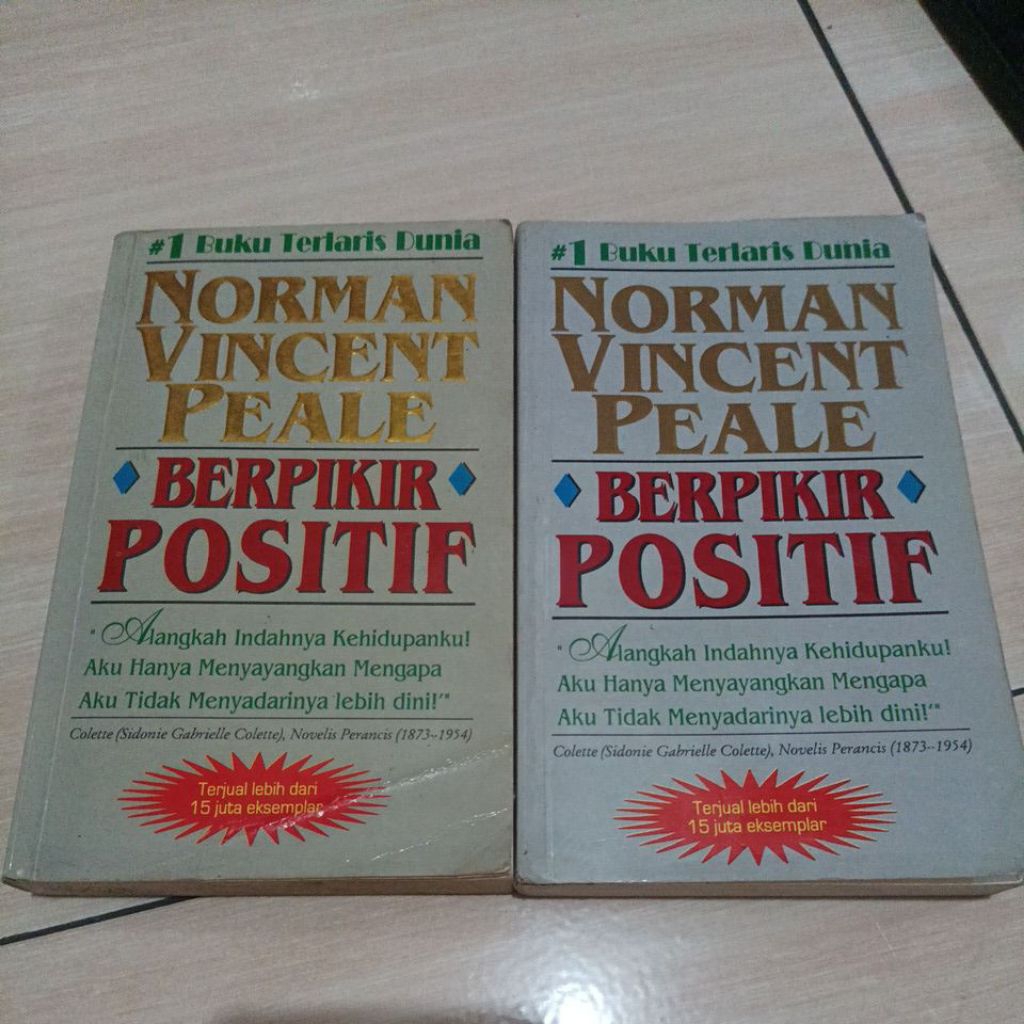 #1 Buku Terlaris Dunia
NORMAN
VINCENT
PEALE
BERPIKIR
POSITIF
"Alangkah Indahnya Kehidupanku!
Aku Hanya Menyayangkan Mengapa
Aku Tidak Menyadarinya lebih dini!'"
Colette (Sidonie Gabrielle Colette), Novelis Perancis (1873--1954)
Terjual lebih dari
15 juta eksemplar
#1 Buku Terlaris Dunia
NORMAN
VINCENT
PEALE
BERPIKIR
POSITIF
"Alangkah Indahnya Kehidupanku!
Aku Hanya Menyayangkan Mengapa
Aku Tidak Menyadarinya lebih dini!'"
Colette (Sidonie Gabrielle Colette), Novelis Perancis (1873--1954)
Terjual lebih dari
15 juta eksemplar